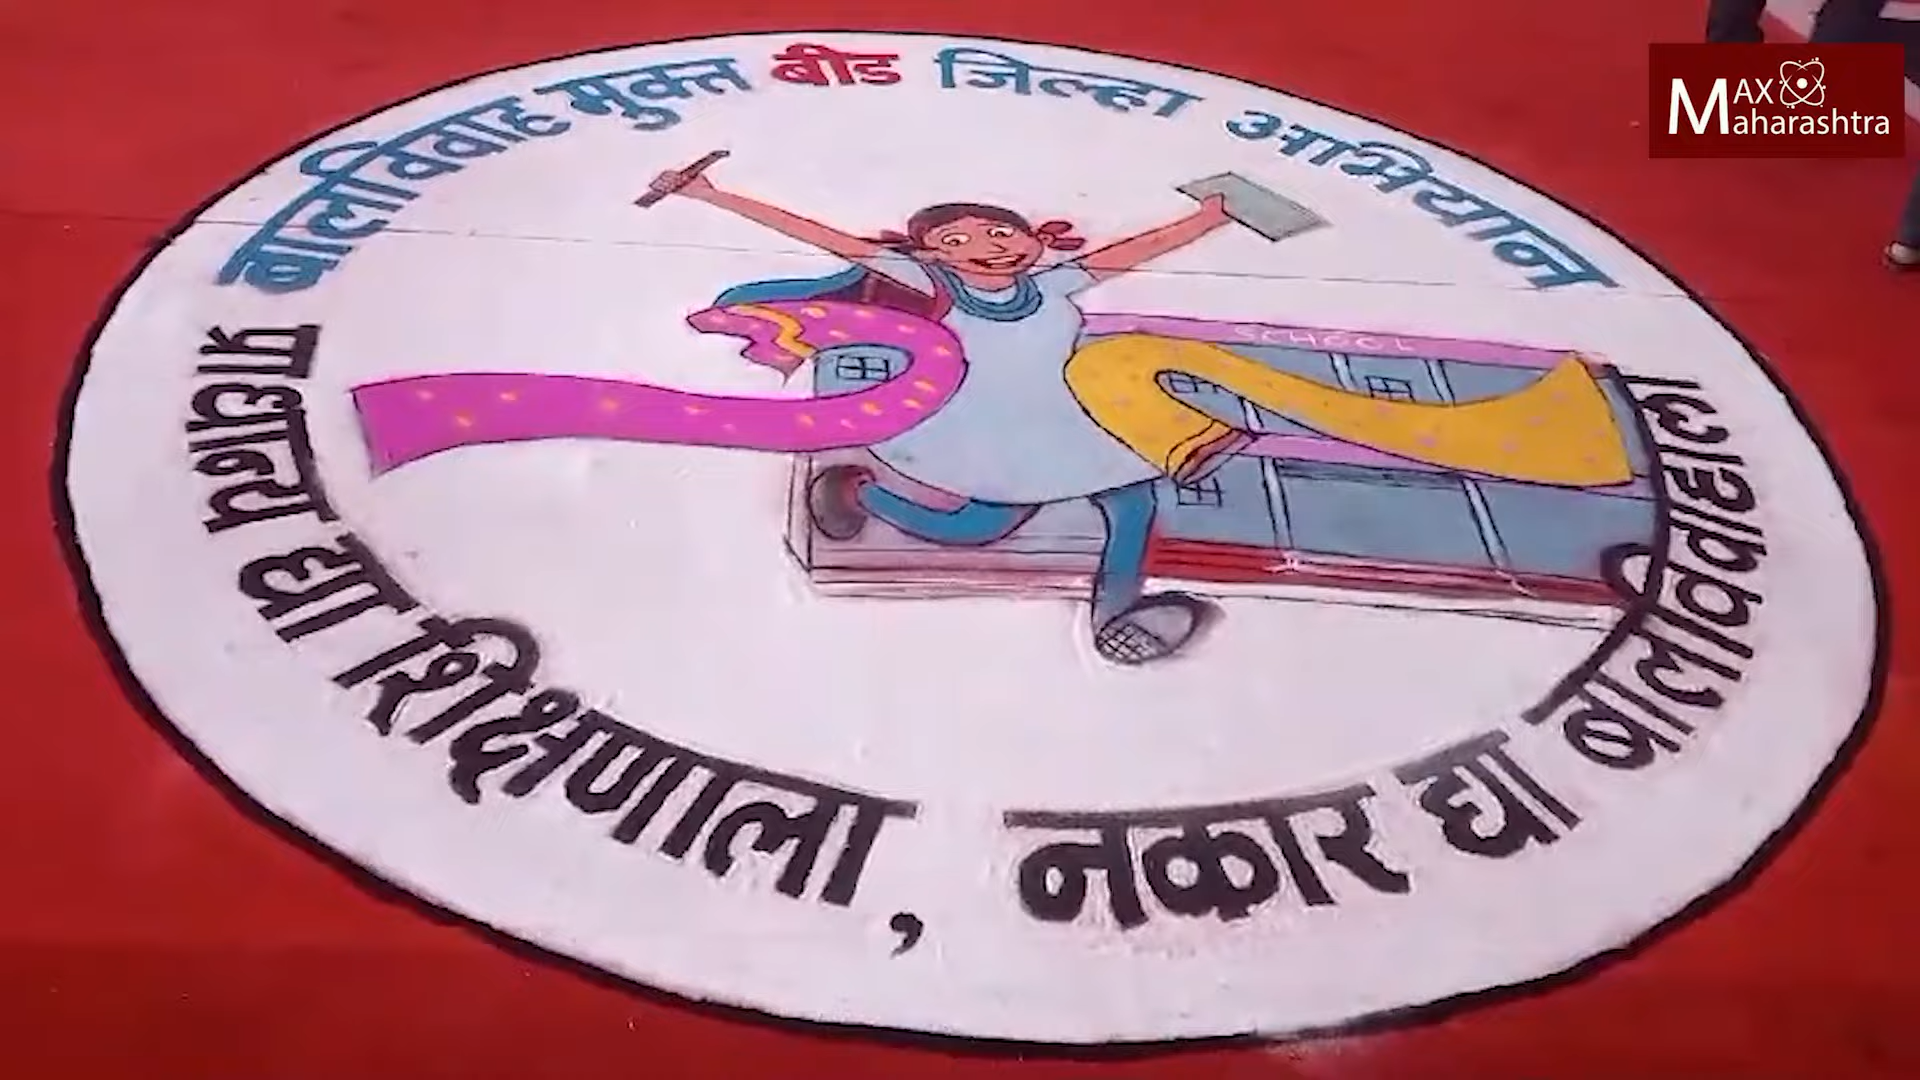 बालविवाह मुक्त बीड जिल्हा अभियान
SCHOOL
प्राधान्य द्या शिक्षणाला, नकार द्या बालविवाहाला
MAX
Maharashtra